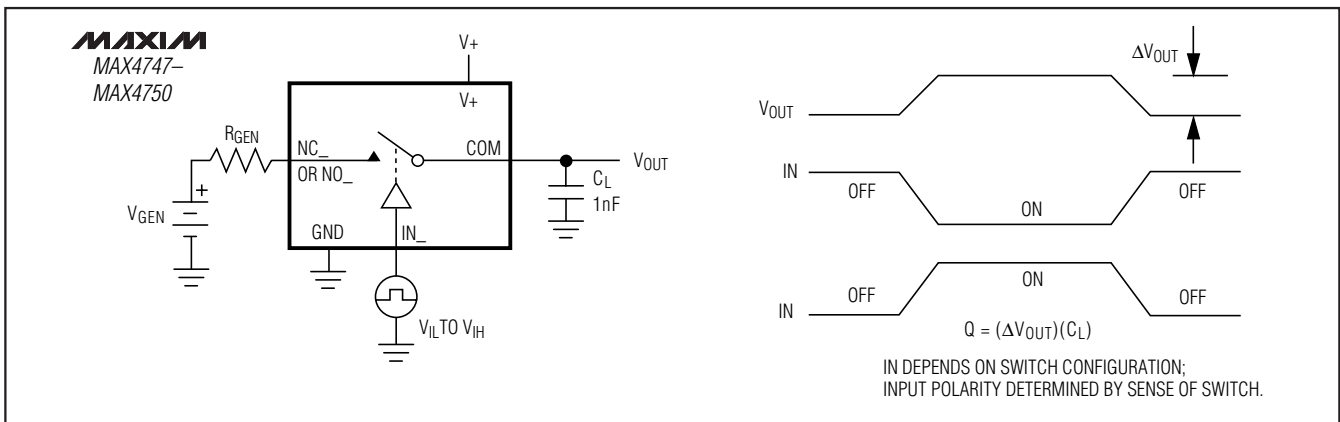 MAXIM
MAX4747–
MAX4750
V+
V+
RGEN
NC_
OR NO_
COM
VOUT
CL
1nF
+
VGEN
GND
IN_
VIL TO VIH
ΔVOUT
VOUT
IN
OFF
ON
OFF
IN
OFF
ON
OFF
Q = (ΔVOUT)(CL)
IN DEPENDS ON SWITCH CONFIGURATION;
INPUT POLARITY DETERMINED BY SENSE OF SWITCH.